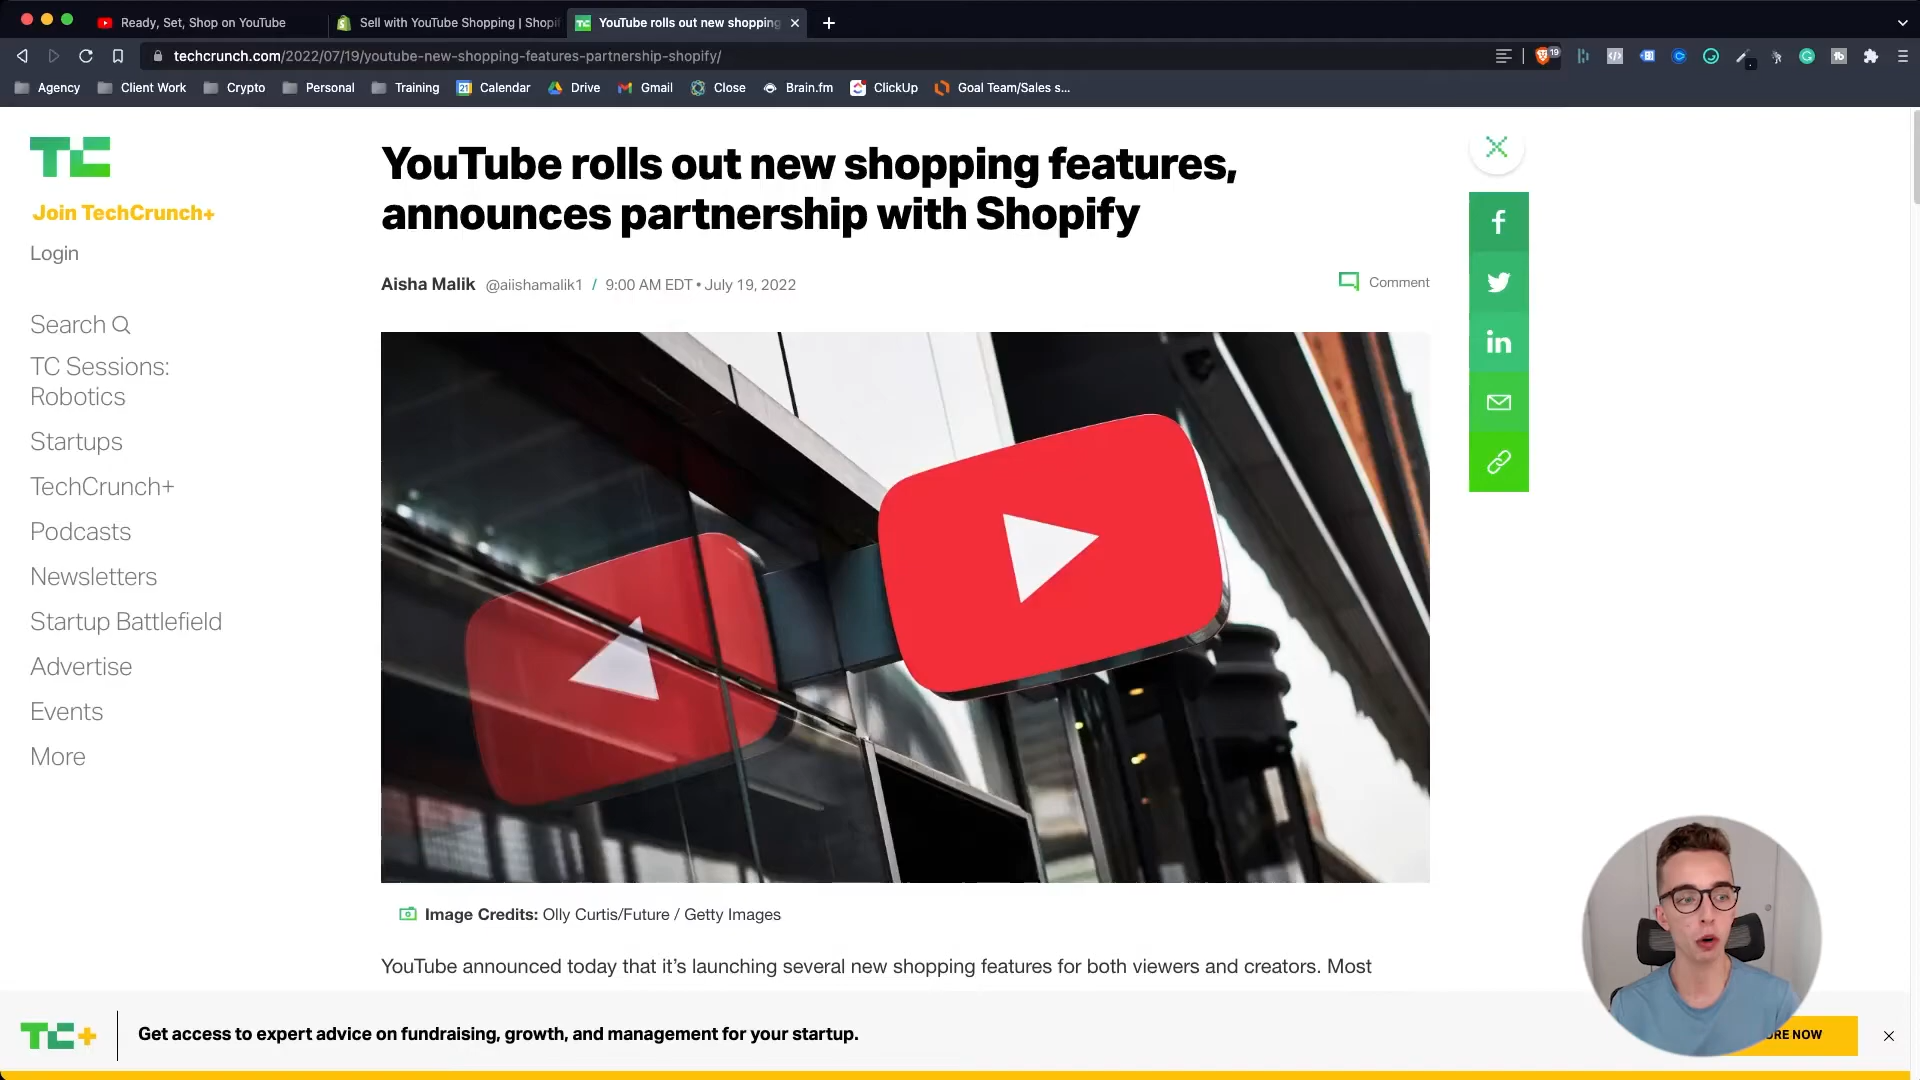 Ready, Set, Shop on YouTube
Sell with YouTube Shopping | Shopif
YouTube rolls out new shopping
techcrunch.com/2022/07/19/youtube-new-shopping-features-partnership-shopify/
19
Agency
Client Work
Crypto
Personal
Training
21
Calendar
Drive
Gmail
Close
Brain.fm
ClickUp
Goal Team/Sales s...
TC
Join TechCrunch+
Login
Search
TC Sessions:
Robotics
Startups
TechCrunch+
Podcasts
Newsletters
Startup Battlefield
Advertise
Events
More
YouTube rolls out new shopping features,
announces partnership with Shopify
Aisha Malik @aiishamalik1 / 9:00 AM EDT • July 19, 2022
Comment
Image Credits: Olly Curtis/Future / Getty Images
YouTube announced today that it’s launching several new shopping features for both viewers and creators. Most
TC+
Get access to expert advice on fundraising, growth, and management for your startup.
NOW